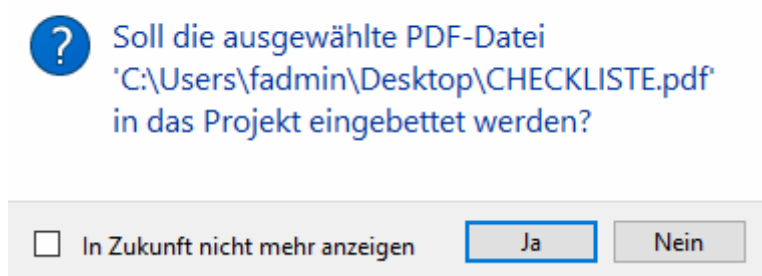 ?
Soll die ausgewählte PDF-Datei
'C:\Users\fadmin\Desktop\CHECKLISTE.pdf'
in das Projekt eingebettet werden?
In Zukunft nicht mehr anzeigen
Ja
Nein